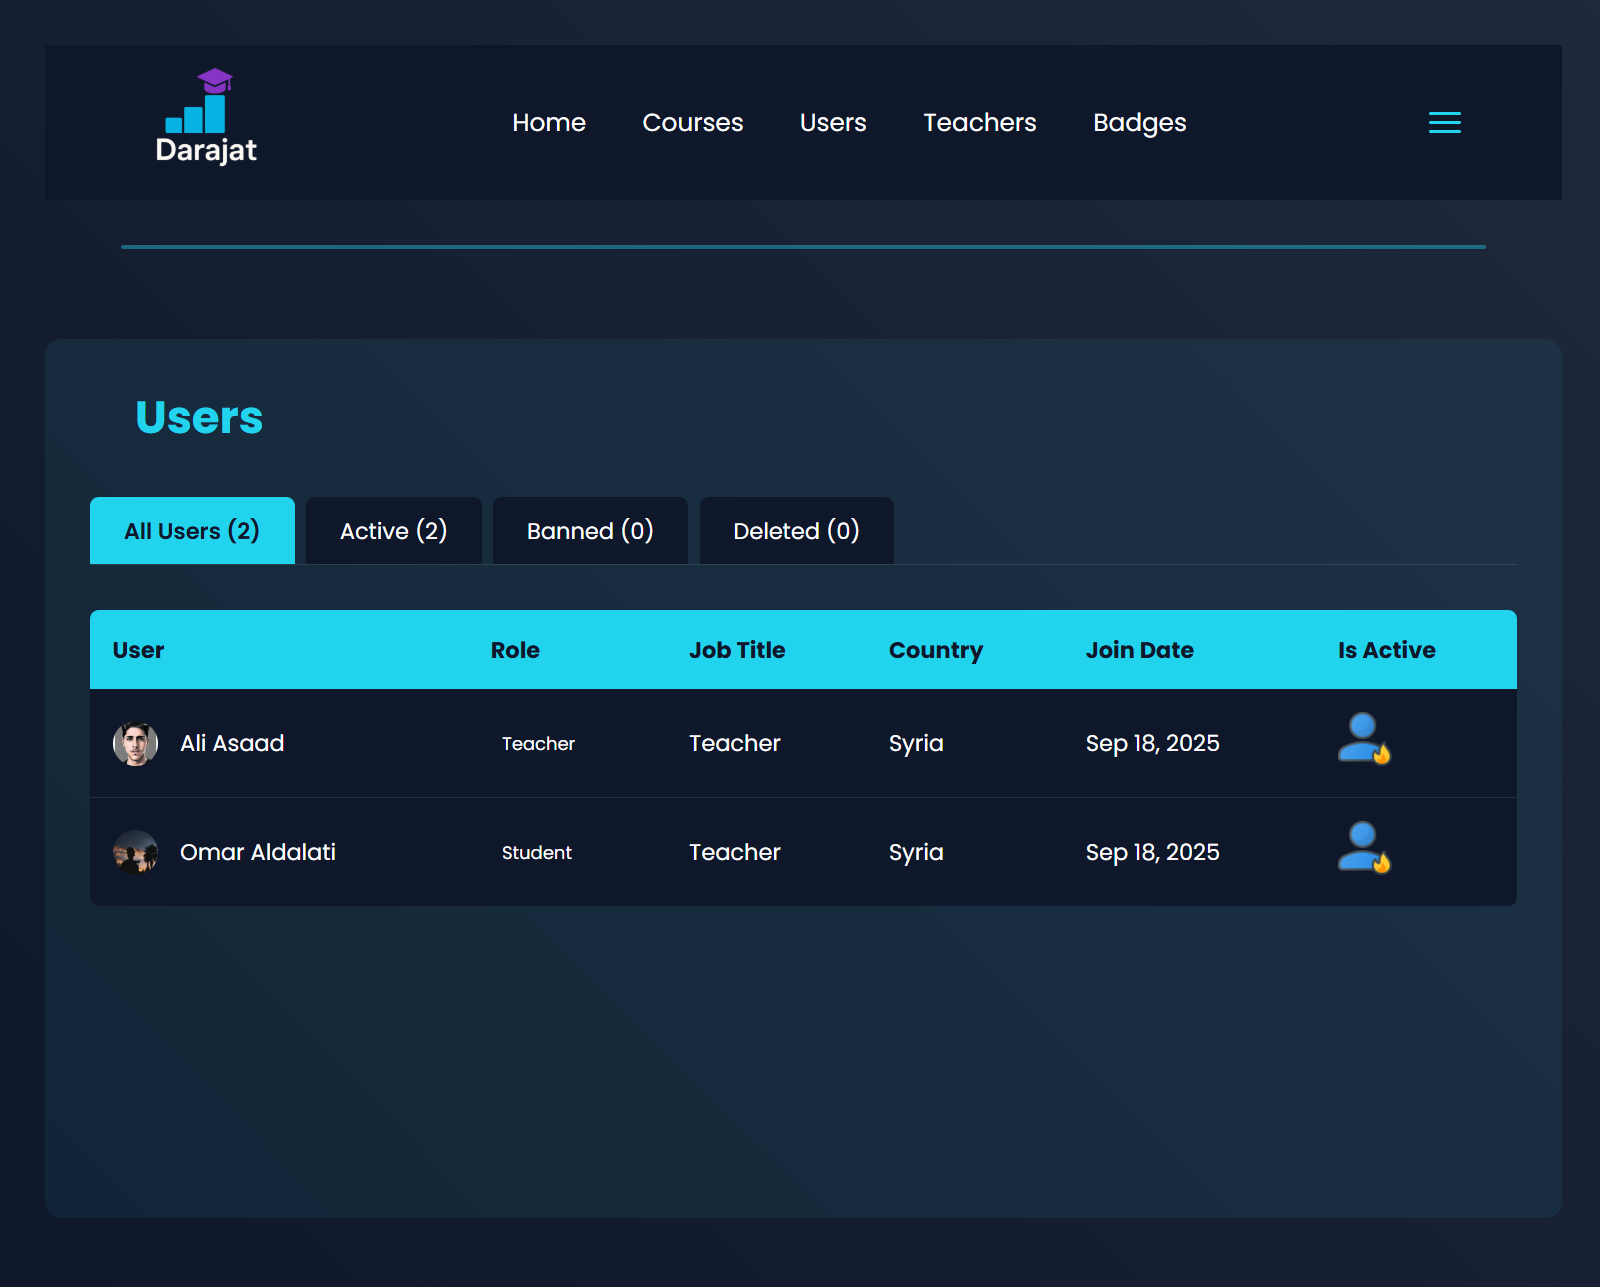 Darajat
Home Courses Users Teachers Badges
Users
All Users (2) Active (2) Banned (0) Deleted (0)
User Role Job Title Country Join Date Is Active
Ali Asaad Teacher Teacher Syria Sep 18, 2025
Omar Aldalati Student Teacher Syria Sep 18, 2025